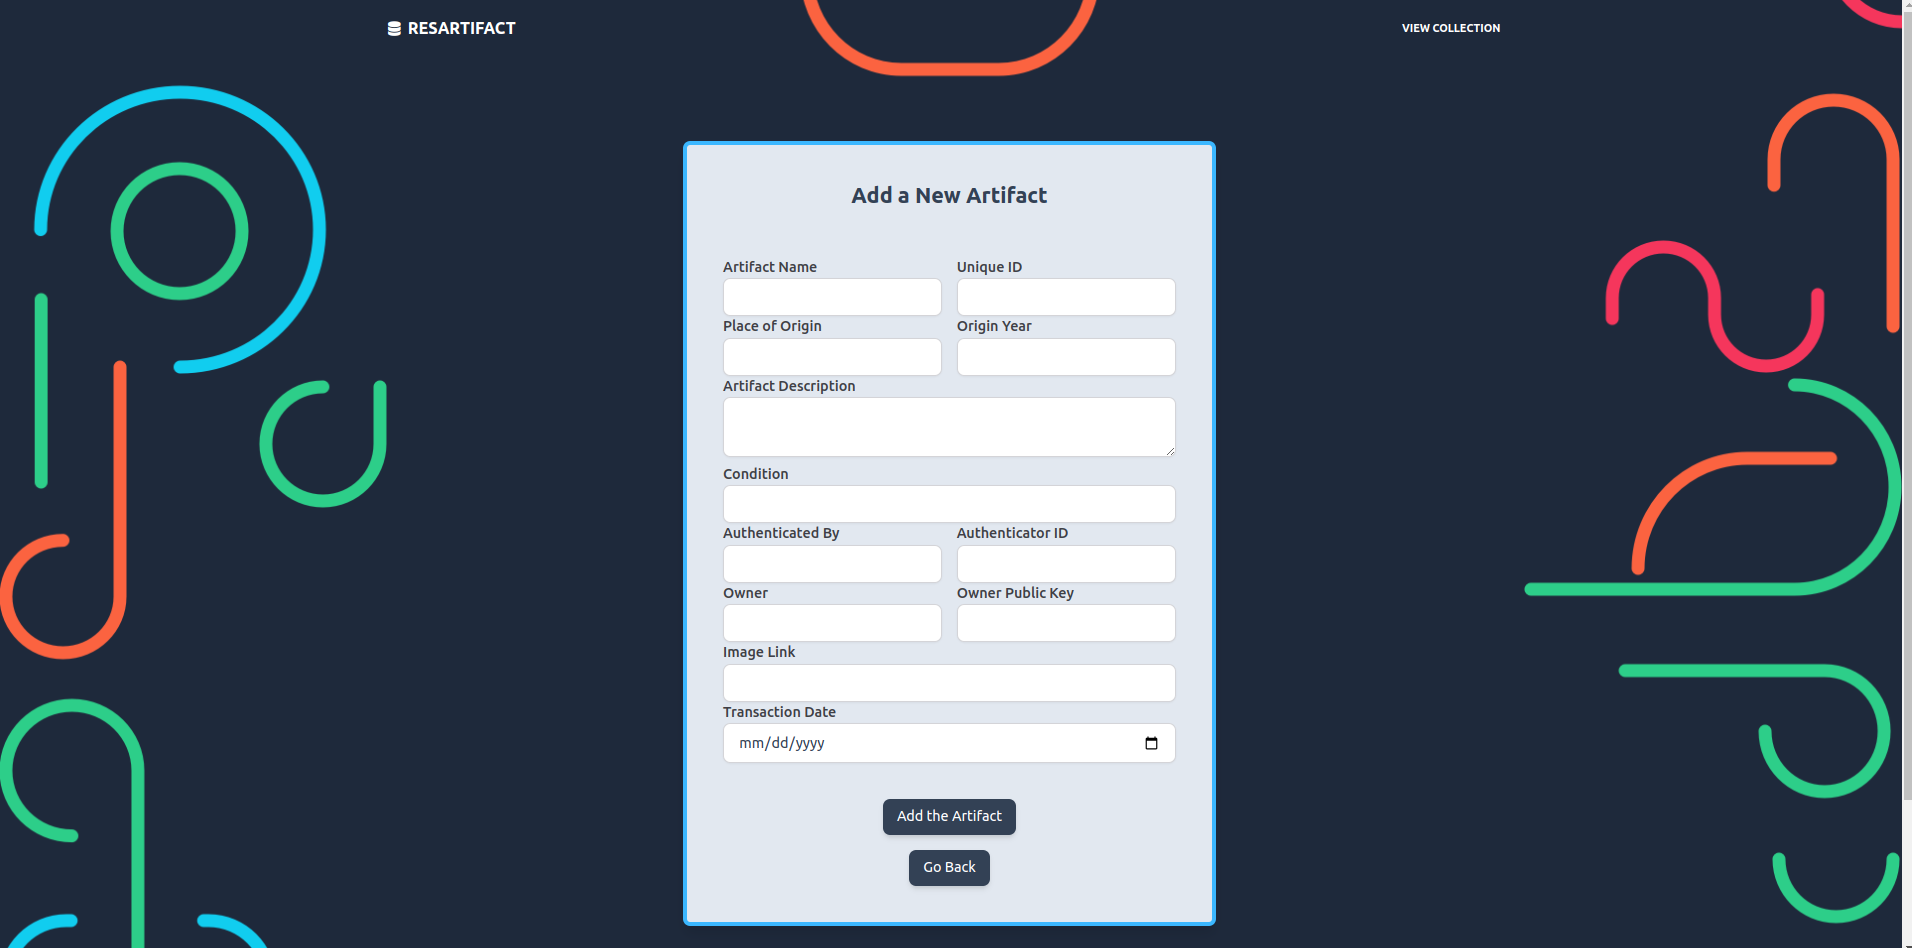 RESARTIFACT
VIEW COLLECTION
Add a New Artifact
Artifact Name
Unique ID
Place of Origin
Origin Year
Artifact Description
Condition
Authenticated By
Authenticator ID
Owner
Owner Public Key
Image Link
Transaction Date
mm/dd/yyyy
Add the Artifact
Go Back